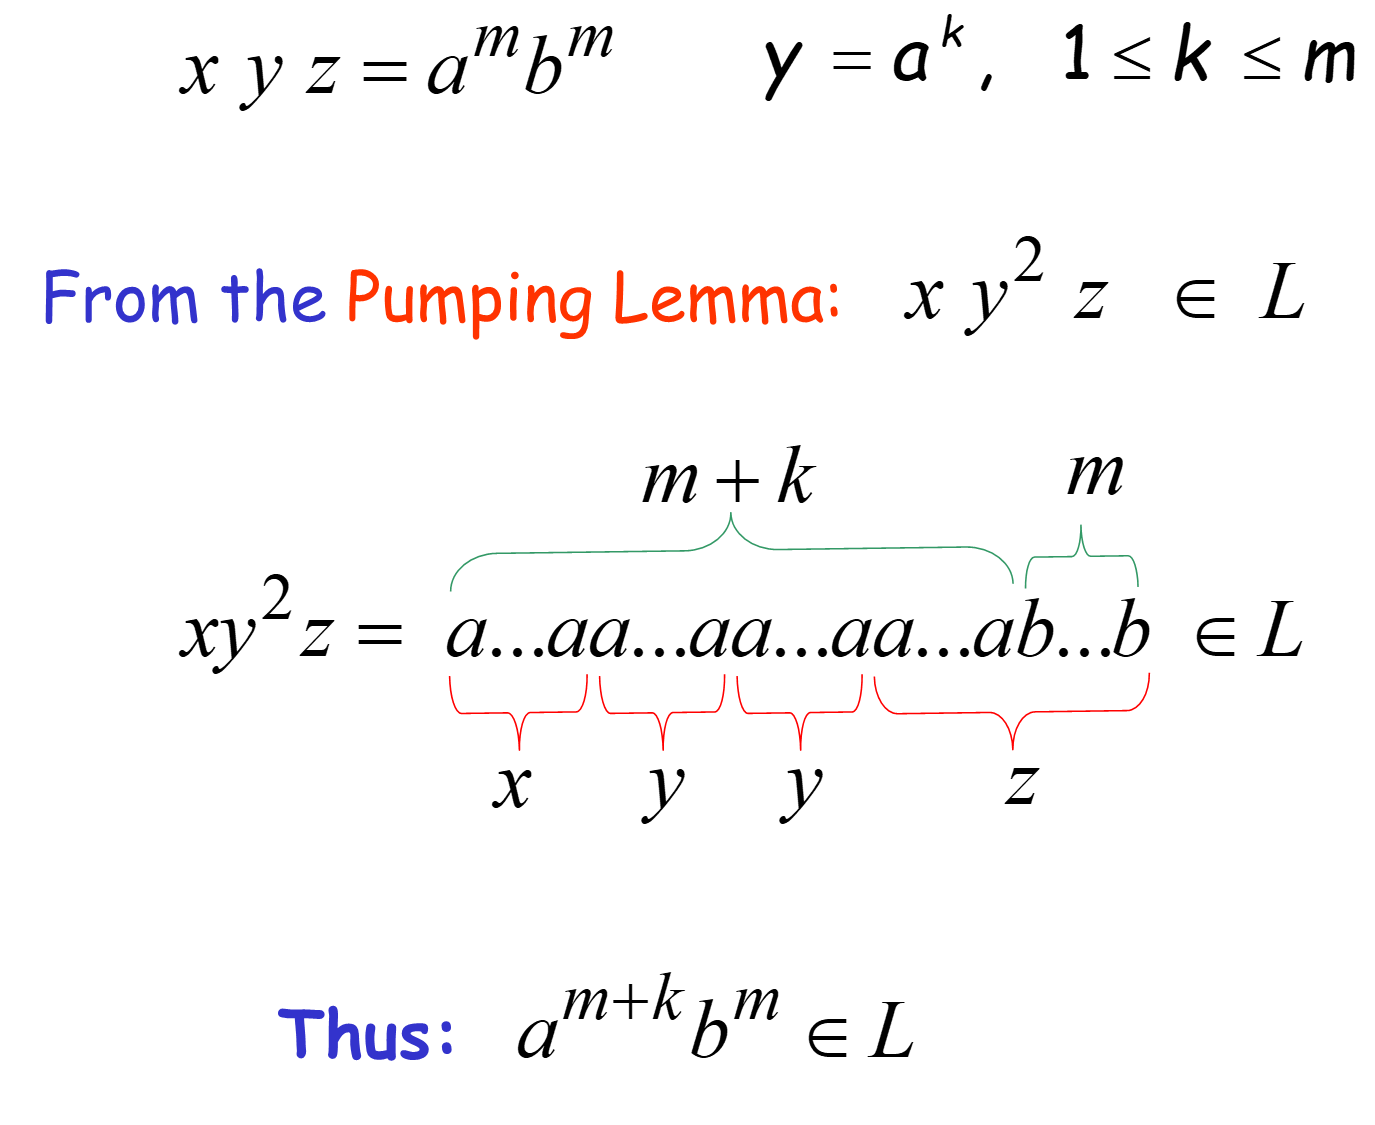 x y z = a^m b^m    y = a^k, 1 ≤ k ≤ m
From the Pumping Lemma: x y^2 z ∈ L
m + k    m
xy^2z = a...aa...aa...aa...ab...b ∈ L
x y y z
Thus: a^{m+k} b^m ∈ L